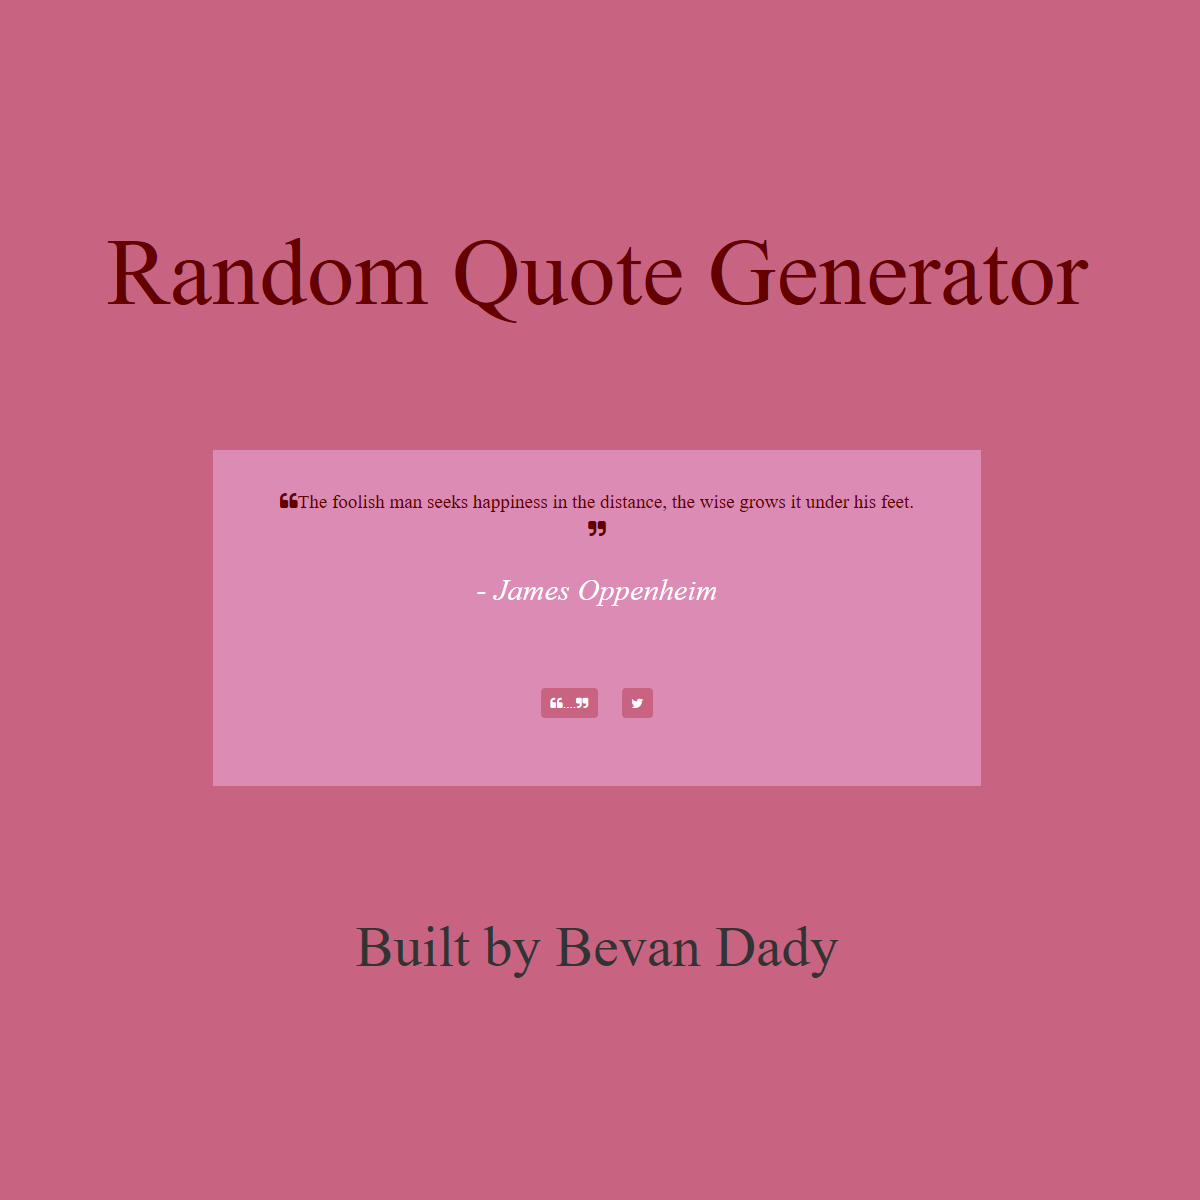 Random Quote Generator
❝The foolish man seeks happiness in the distance, the wise grows it under his feet.
❞
- James Oppenheim
❝....❞
Built by Bevan Dady